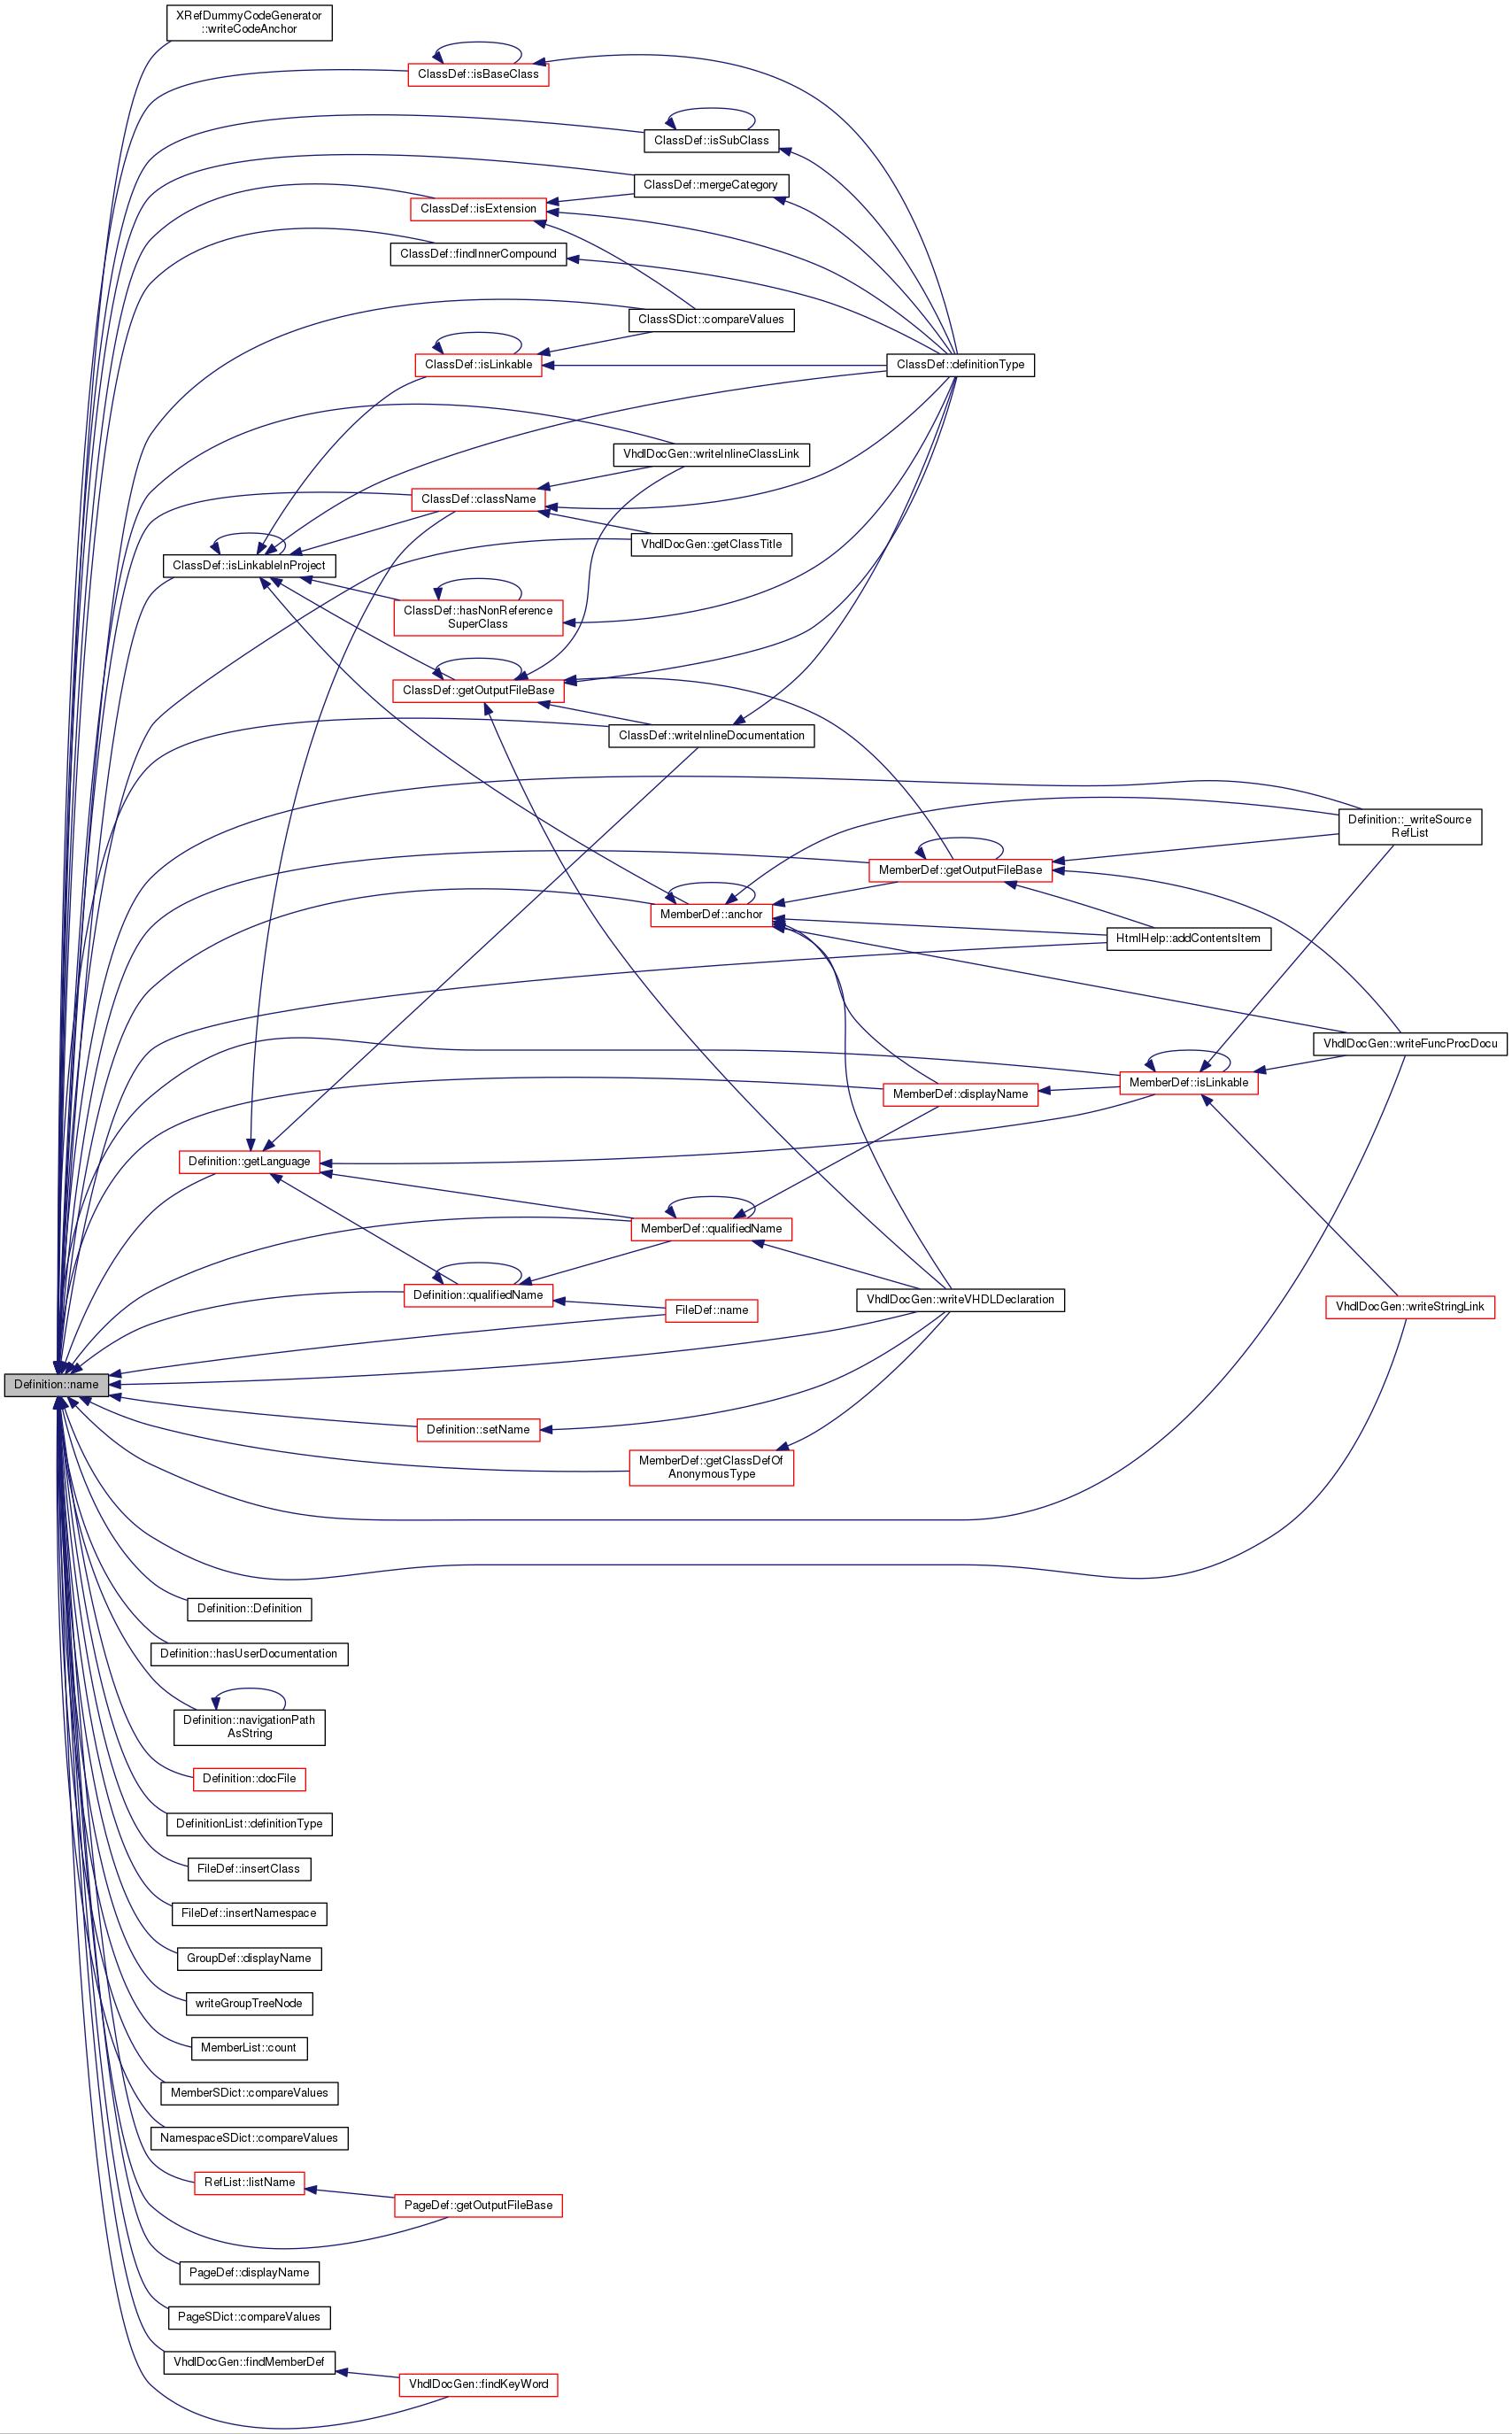 XRefDummyCodeGenerator
::writeCodeAnchor
ClassDef::isBaseClass
ClassDef::isSubClass
ClassDef::mergeCategory
ClassDef::isExtension
ClassDef::findInnerCompound
ClassSDict::compareValues
ClassDef::isLinkable
ClassDef::definitionType
VhdlDocGen::writeInlineClassLink
ClassDef::className
VhdlDocGen::getClassTitle
ClassDef::isLinkableInProject
ClassDef::hasNonReference
SuperClass
ClassDef::getOutputFileBase
ClassDef::writeInlineDocumentation
Definition::_writeSource
RefList
MemberDef::getOutputFileBase
MemberDef::anchor
HtmlHelp::addContentsItem
VhdlDocGen::writeFuncProcDocu
MemberDef::isLinkable
MemberDef::displayName
Definition::getLanguage
MemberDef::qualifiedName
Definition::qualifiedName
VhdlDocGen::writeVHDLDeclaration
FileDef::name
VhdlDocGen::writeStringLink
Definition::name
Definition::setName
MemberDef::getClassDefOf
AnonymousType
Definition::Definition
Definition::hasUserDocumentation
Definition::navigationPath
AsString
Definition::docFile
DefinitionList::definitionType
FileDef::insertClass
FileDef::insertNamespace
GroupDef::displayName
writeGroupTreeNode
MemberList::count
MemberSDict::compareValues
NamespaceSDict::compareValues
RefList::listName
PageDef::getOutputFileBase
PageDef::displayName
PageSDict::compareValues
VhdlDocGen::findMemberDef
VhdlDocGen::findKeyWord